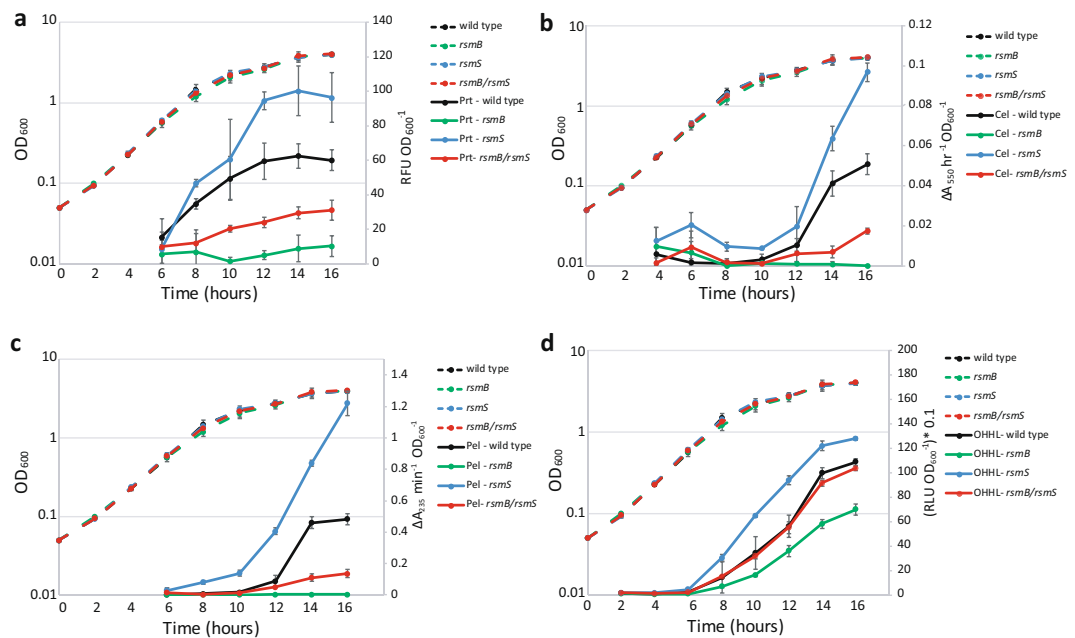 a
OD600
10
1
0.1
0.01
0 2 4 6 8 10 12 14 16
Time (hours)
140
120
100
80
60
40
20
0
RFU OD600-1
wild type
rsmB
rsmS
rsmB/rsmS
Prt - wild type
Prt - rsmB
Prt - rsmS
Prt- rsmB/rsmS
b
OD600
10
1
0.1
0.01
0 2 4 6 8 10 12 14 16
Time (hours)
0.12
0.1
0.08
0.06
0.04
0.02
0
ΔA550 hr-1 OD600-1
wild type
rsmB
rsmS
rsmB/rsmS
Cel - wild type
Cel - rsmB
Cel - rsmS
Cel- rsmB/rsmS
c
OD600
10
1
0.1
0.01
0 2 4 6 8 10 12 14 16
Time (hours)
1.4
1.2
1
0.8
0.6
0.4
0.2
0
ΔA235 min-1 OD600-1
wild type
rsmB
rsmS
rsmB/rsmS
Pel - wild type
Pel - rsmB
Pel - rsmS
Pel- rsmB/rsmS
d
OD600
10
1
0.1
0.01
0 2 4 6 8 10 12 14 16
Time (hours)
200
180
160
140
120
100
80
60
40
20
0
(RLU OD600-1)* 0.1
wild type
rsmB
rsmS
rsmB/rsmS
OHHL- wild type
OHHL- rsmB
OHHL- rsmS
OHHL- rsmB/rsmS